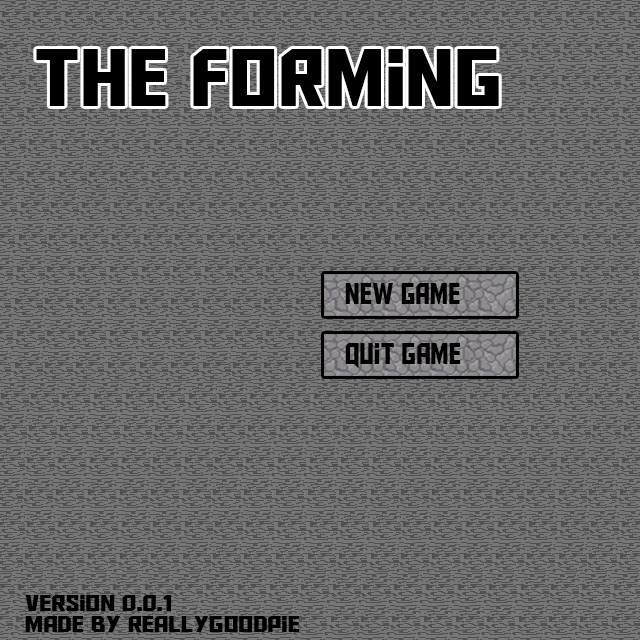 THE FORMiNG
NEW GAME
QUiT GAME
VERSiON 0.0.1
MADE BY REALLYGOODPiE